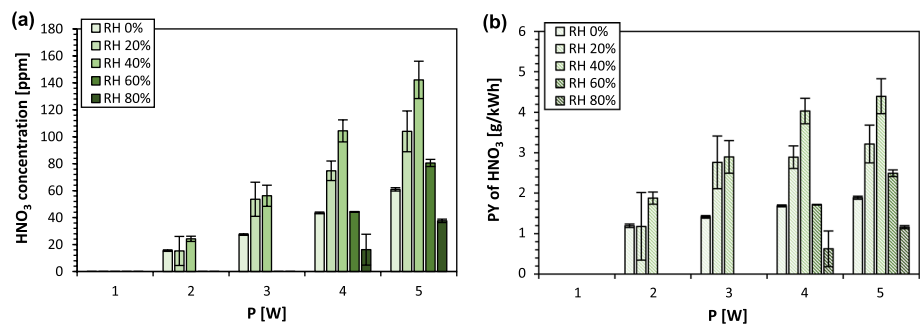 (a)
HNO₃ concentration [ppm]
180
160
140
120
100
80
60
40
20
0
RH 0%
RH 20%
RH 40%
RH 60%
RH 80%
1 2 3 4 5
P [W]
(b)
PY of HNO₃ [g/kWh]
6
5
4
3
2
1
0
RH 0%
RH 20%
RH 40%
RH 60%
RH 80%
1 2 3 4 5
P [W]